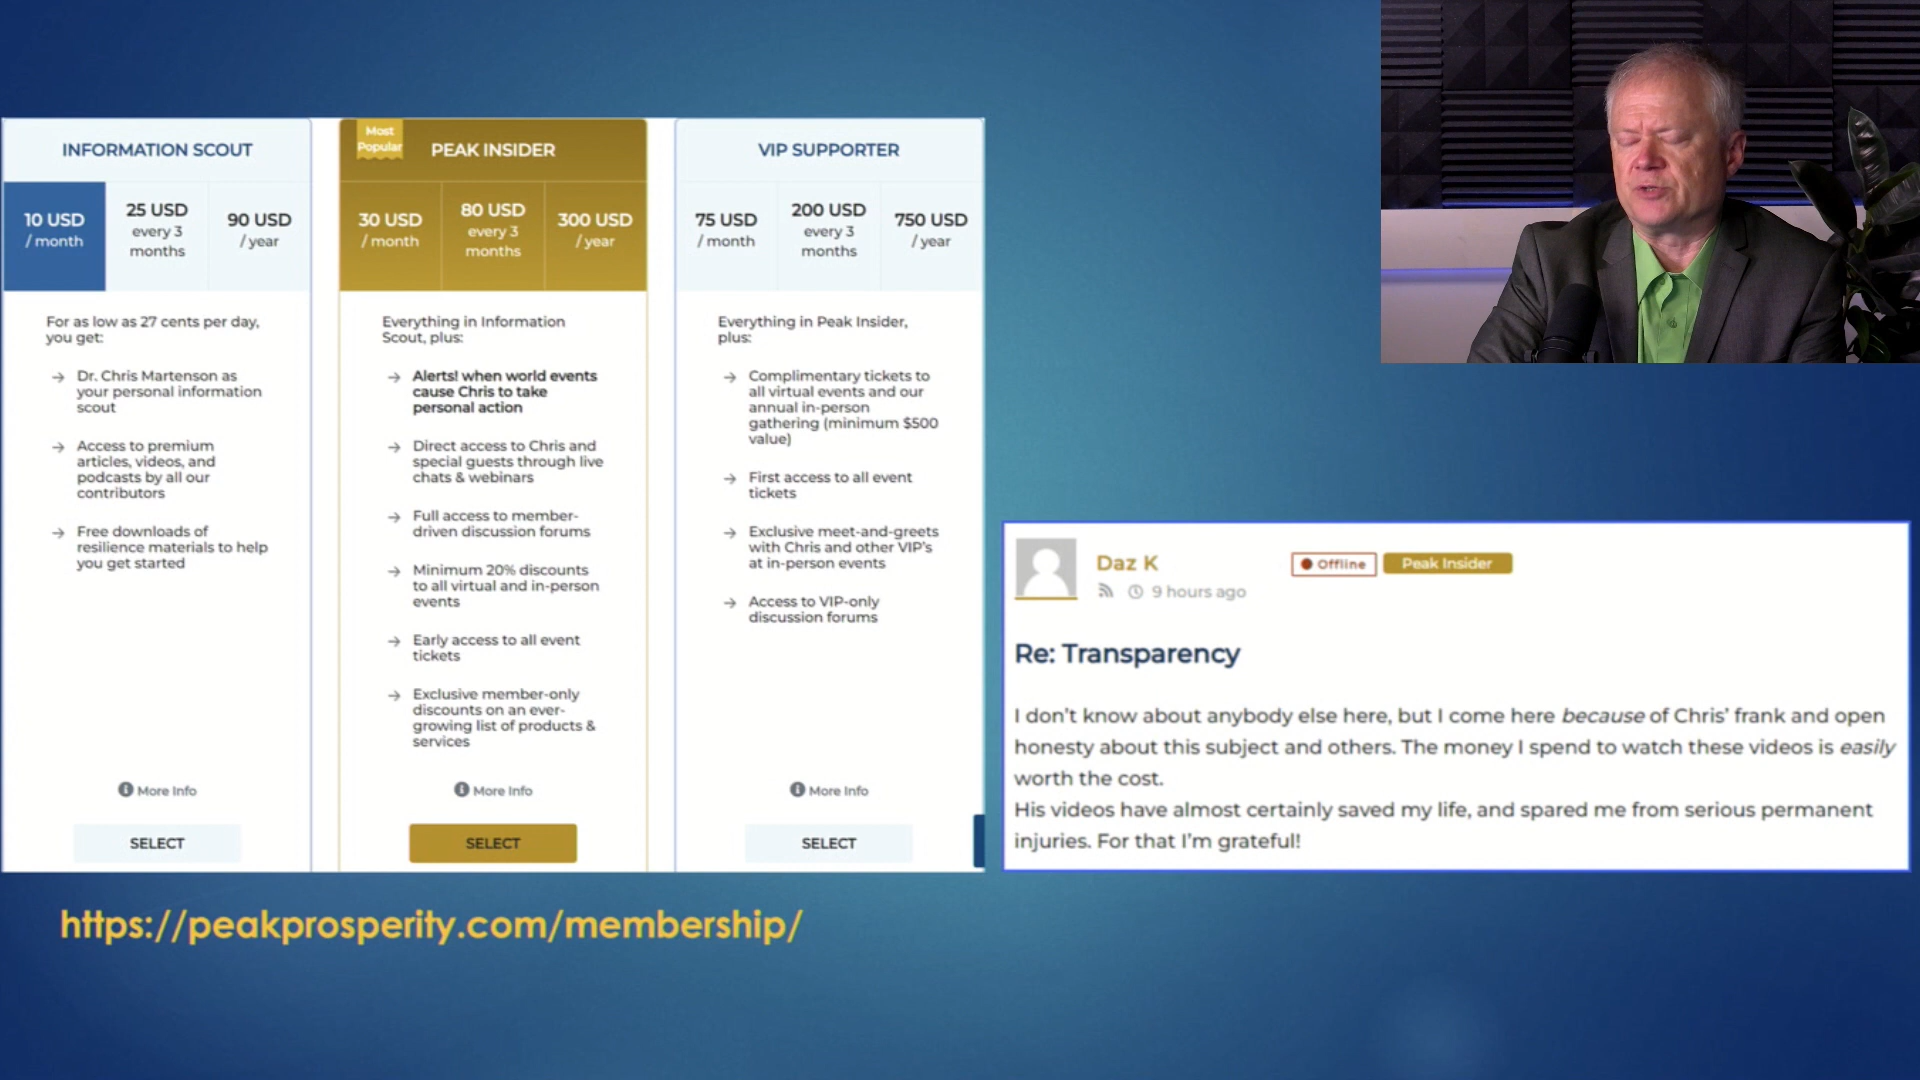 INFORMATION SCOUT
10 USD
/ month
25 USD
every 3
months
90 USD
/ year
For as low as 27 cents per day,
you get:
→ Dr. Chris Martenson as
your personal information
scout
→ Access to premium
articles, videos, and
podcasts by all our
contributors
→ Free downloads of
resilience materials to help
you get started
More Info
SELECT
Most
Popular
PEAK INSIDER
30 USD
/ month
80 USD
every 3
months
300 USD
/ year
Everything in Information
Scout, plus:
→ Alerts! when world events
cause Chris to take
personal action
→ Direct access to Chris and
special guests through live
chats & webinars
→ Full access to member-
driven discussion forums
→ Minimum 20% discounts
to all virtual and in-person
events
→ Early access to all event
tickets
→ Exclusive member-only
discounts on an ever-
growing list of products &
services
More Info
SELECT
VIP SUPPORTER
75 USD
/ month
200 USD
every 3
months
750 USD
/ year
Everything in Peak Insider,
plus:
→ Complimentary tickets to
all virtual events and our
annual in-person
gathering (minimum $500
value)
→ First access to all event
tickets
→ Exclusive meet-and-greets
with Chris and other VIP's
at in-person events
→ Access to VIP-only
discussion forums
More Info
SELECT
Daz K
Offline
Peak Insider
9 hours ago
Re: Transparency
I don't know about anybody else here, but I come here because of Chris' frank and open
honesty about this subject and others. The money I spend to watch these videos is easily
worth the cost.
His videos have almost certainly saved my life, and spared me from serious permanent
injuries. For that I'm grateful!
https://peakprosperity.com/membership/